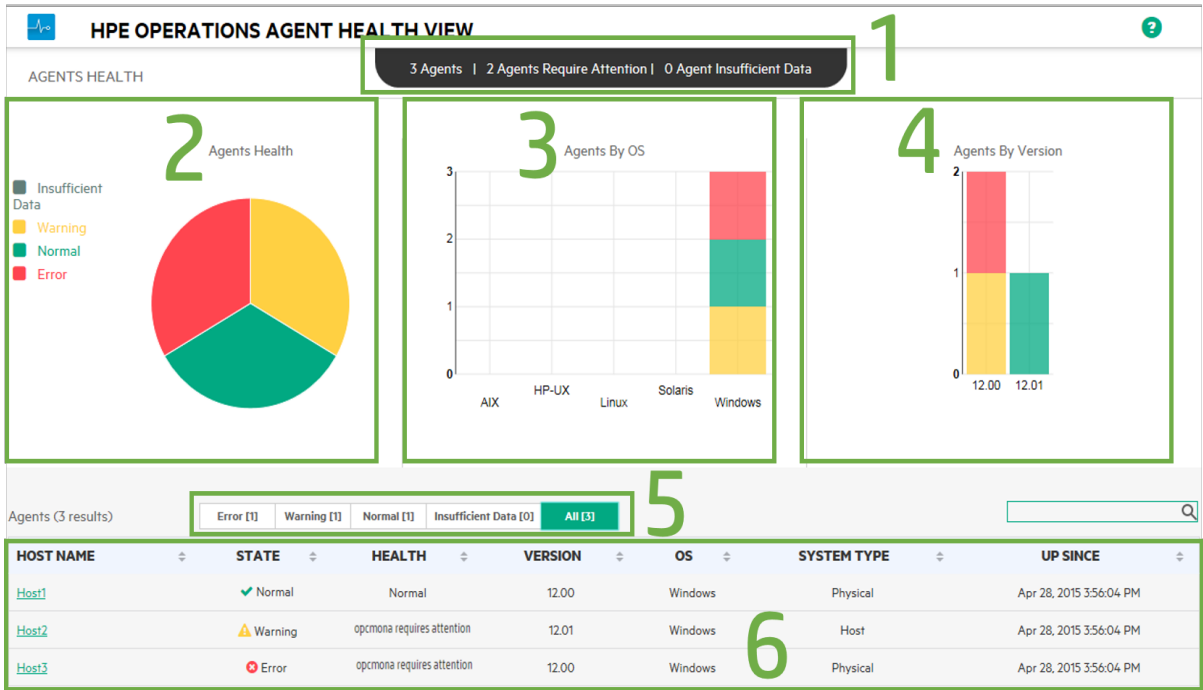 HPE OPERATIONS AGENT HEALTH VIEW
?
1
3 Agents | 2 Agents Require Attention | 0 Agent Insufficient Data
AGENTS HEALTH
2
Agents Health
Insufficient
Data
Warning
Normal
Error
3
Agents By OS
3
2
1
0
AIX
HP-UX
Linux
Solaris
Windows
4
Agents By Version
2
1
0
12.00 12.01
5
Agents (3 results)
Error [1] Warning [1] Normal [1] Insufficient Data [0] All [3]
HOST NAME STATE HEALTH VERSION OS SYSTEM TYPE UP SINCE
Host1 Normal Normal 12.00 Windows Physical Apr 28, 2015 3:56:04 PM
Host2 Warning opcmona requires attention 12.01 Windows Host Apr 28, 2015 3:56:04 PM
Host3 Error opcmona requires attention 12.00 Windows Physical Apr 28, 2015 3:56:04 PM
6